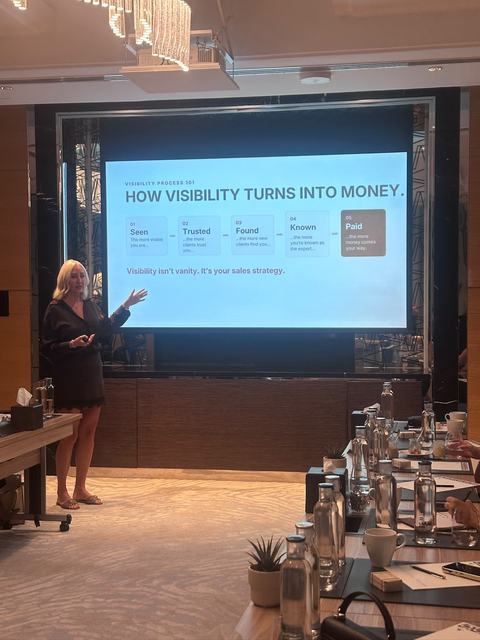 VISIBILITY PROCESS 101
HOW VISIBILITY TURNS INTO MONEY.
01
Seen
The more visible
you are...
02
Trusted
...the more
clients trust
you...
03
Found
...the more new
clients find you...
04
Known
...the more
you're known as
the expert...
05
Paid
...the more
money comes
your way.
Visibility isn't vanity. It's your sales strategy.